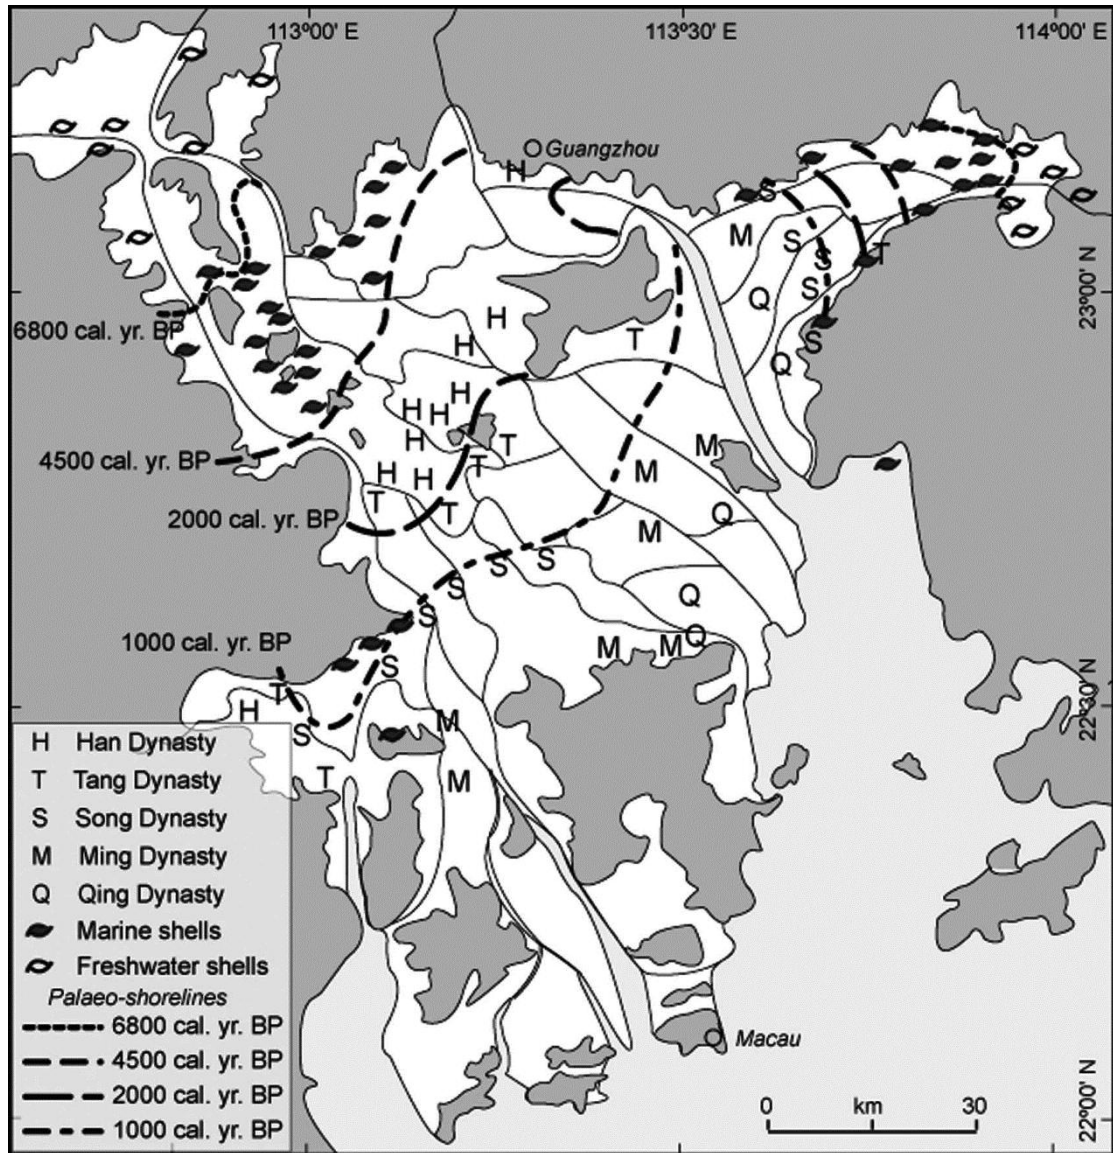 113°00' E
113°30' E
114°00' E
Guangzhou
H
S
M
S
S
T
23°00' N
Q
S
6800 cal. yr. BP
H
T
S
H
Q
H
H
H
H
T
M
4500 cal. yr. BP
T
M
H
H
T
T
Q
2000 cal. yr. BP
M
S
S
S
Q
S
1000 cal. yr. BP
M
M
Q
S
T
H
22°30' N
S
M
T
M
H Han Dynasty
T Tang Dynasty
S Song Dynasty
M Ming Dynasty
Q Qing Dynasty
Marine shells
Freshwater shells
Palaeo-shorelines
6800 cal. yr. BP
4500 cal. yr. BP
2000 cal. yr. BP
1000 cal. yr. BP
Macau
0 km 30
22°00' N